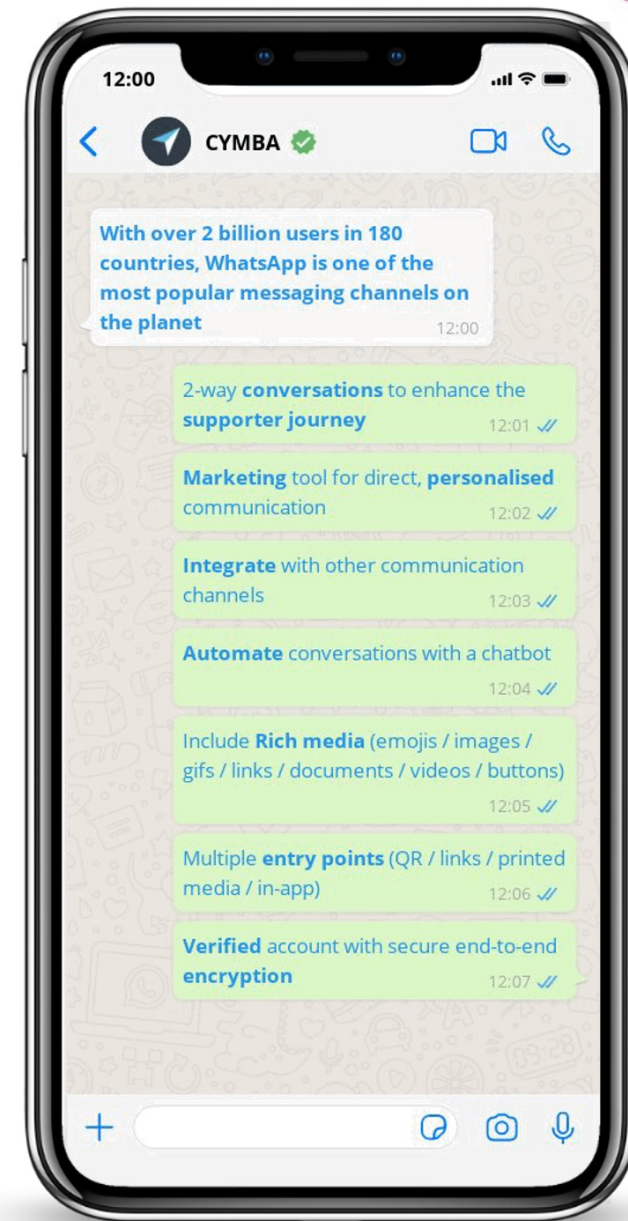 12:00
CYMBA
With over 2 billion users in 180
countries, WhatsApp is one of the
most popular messaging channels on
the planet
12:00
2-way conversations to enhance the
supporter journey
12:01
Marketing tool for direct, personalised
communication
12:02
Integrate with other communication
channels
12:03
Automate conversations with a chatbot
12:04
Include Rich media (emojis / images /
gifs / links / documents / videos / buttons)
12:05
Multiple entry points (QR / links / printed
media / in-app)
12:06
Verified account with secure end-to-end
encryption
12:07
09:28